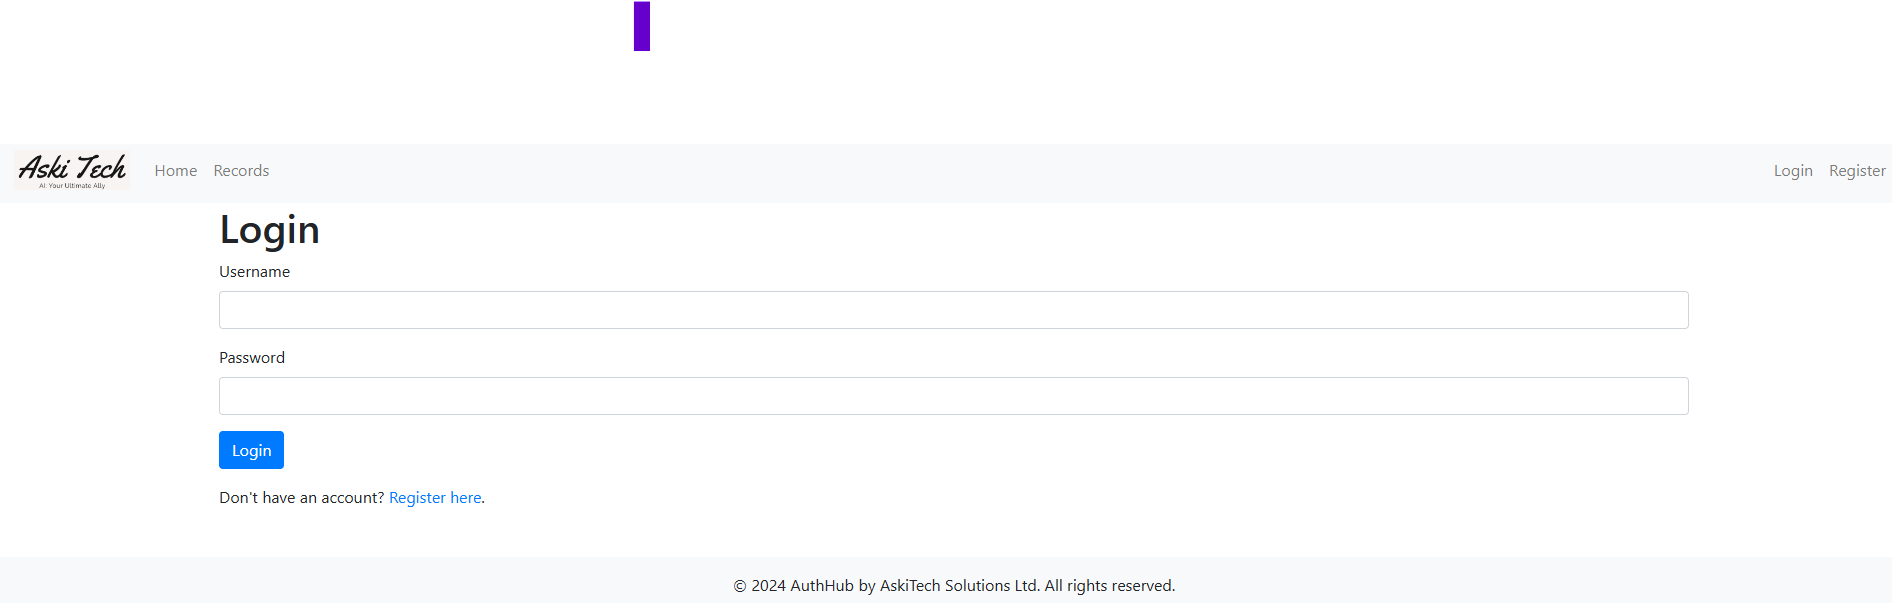 Aski Tech
AI: Your Ultimate Ally
Home Records
Login Register
Login
Username
Password
Login
Don't have an account? Register here.
© 2024 AuthHub by AskiTech Solutions Ltd. All rights reserved.